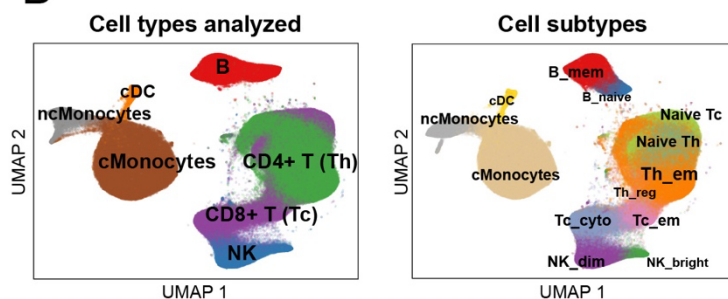 Cell types analyzed
B
cDC
ncMonocytes
cMonocytes
CD4+ T (Th)
CD8+ T (Tc)
NK
UMAP 2
UMAP 1
Cell subtypes
B_mem
B_naive
cDC
ncMonocytes
cMonocytes
Naive Tc
Naive Th
Th_em
Th_reg
Tc_cyto
Tc_em
NK_dim
NK_bright
UMAP 2
UMAP 1